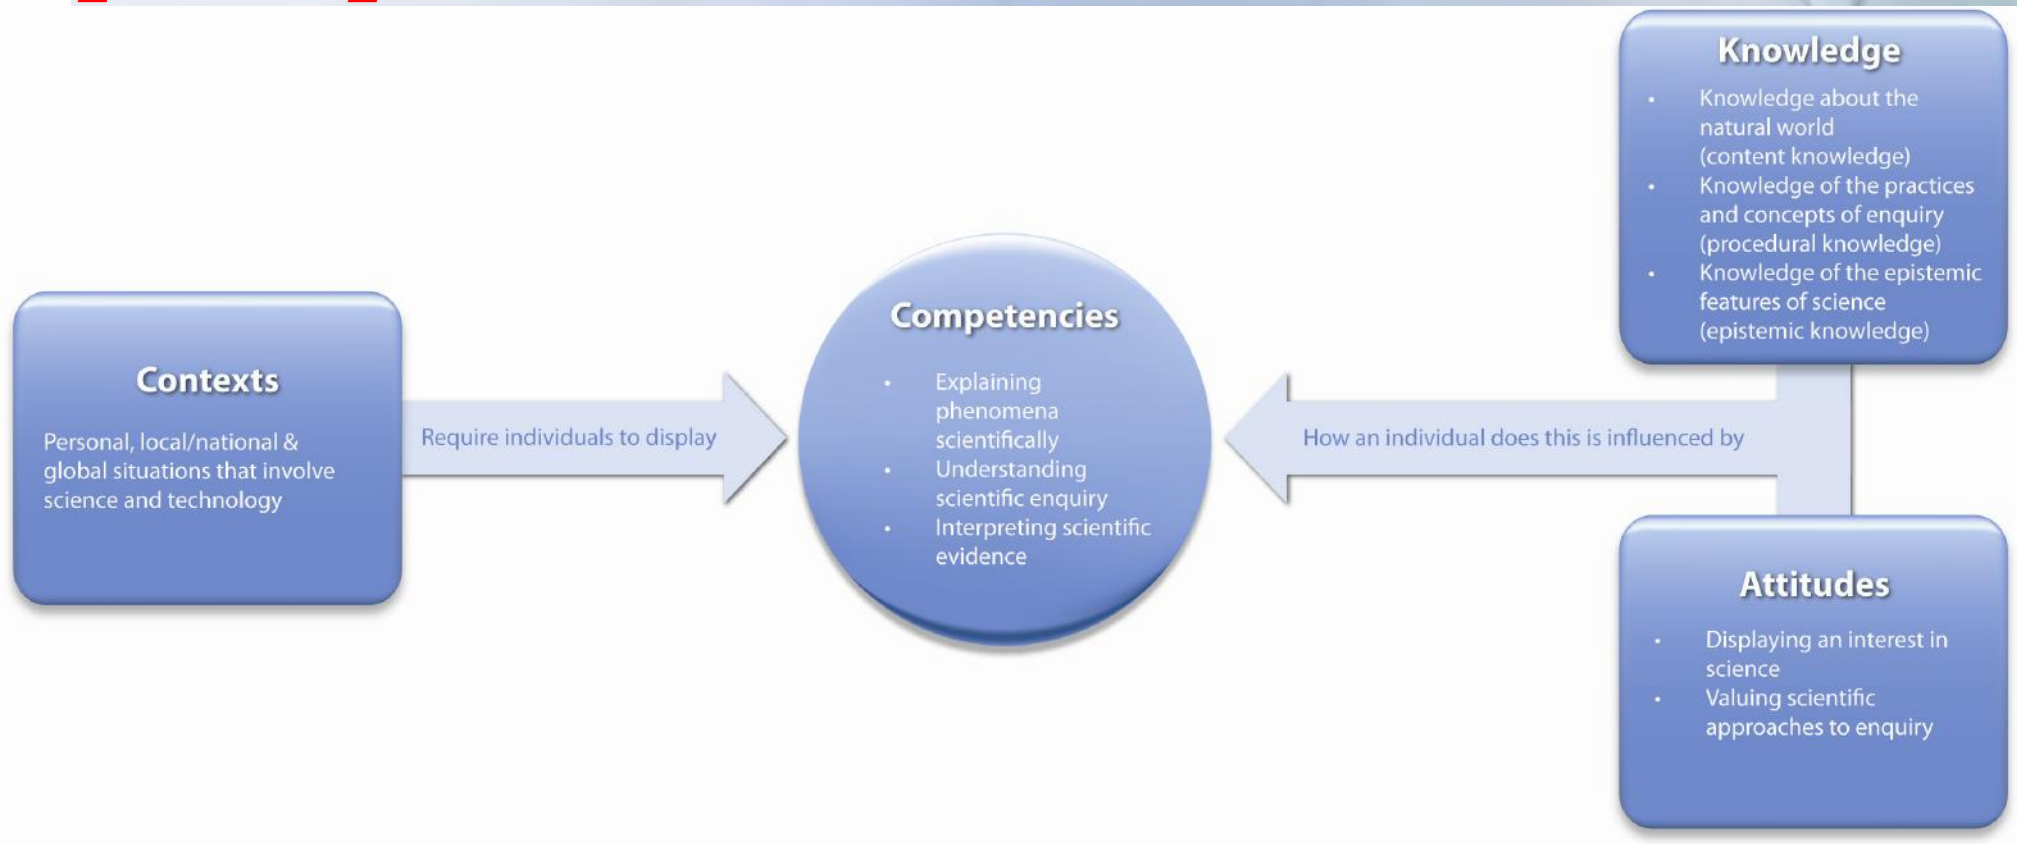 Contexts
Personal, local/national &
global situations that involve
science and technology
Require individuals to display
Competencies
• Explaining
phenomena
scientifically
• Understanding
scientific enquiry
• Interpreting scientific
evidence
How an individual does this is influenced by
Knowledge
• Knowledge about the
natural world
(content knowledge)
• Knowledge of the practices
and concepts of enquiry
(procedural knowledge)
• Knowledge of the epistemic
features of science
(epistemic knowledge)
Attitudes
• Displaying an interest in
science
• Valuing scientific
approaches to enquiry